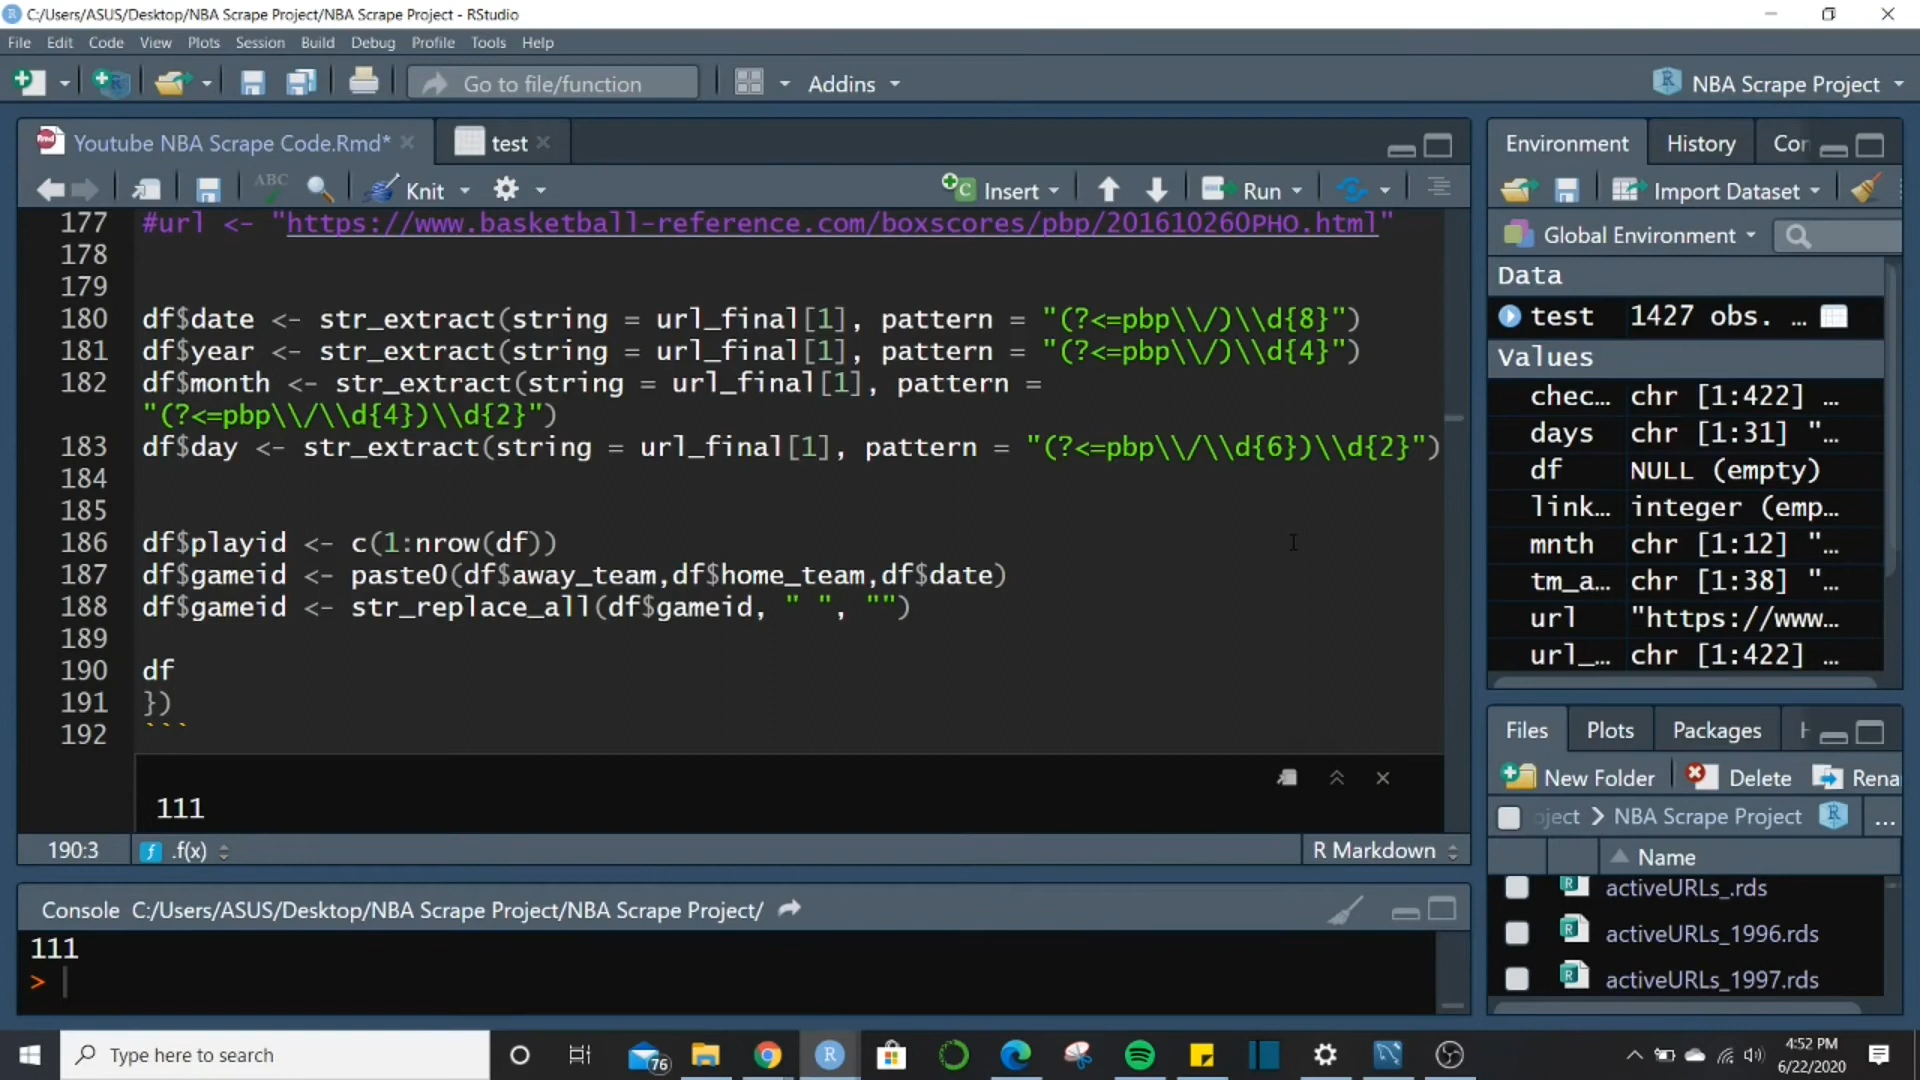 C:/Users/ASUS/Desktop/NBA Scrape Project/NBA Scrape Project - RStudio
File Edit Code View Plots Session Build Debug Profile Tools Help
Go to file/function
Addins
NBA Scrape Project
Youtube NBA Scrape Code.Rmd*
test
ABC
Knit
Insert
Run
177 #url <- "https://www.basketball-reference.com/boxscores/pbp/201610260PHO.html"
178
179
180 df$date <- str_extract(string = url_final[1], pattern = "(?<=pbp\\/)\\d{8}")
181 df$year <- str_extract(string = url_final[1], pattern = "(?<=pbp\\/)\\d{4}")
182 df$month <- str_extract(string = url_final[1], pattern =
"(?<=pbp\\/\\d{4})\\d{2}")
183 df$day <- str_extract(string = url_final[1], pattern = "(?<=pbp\\/\\d{6})\\d{2}")
184
185
186 df$playid <- c(1:nrow(df))
187 df$gameid <- paste0(df$away_team,df$home_team,df$date)
188 df$gameid <- str_replace_all(df$gameid, " ", "")
189
190 df
191 })
192 ```
111
190:3
.f(x)
R Markdown
Console C:/Users/ASUS/Desktop/NBA Scrape Project/NBA Scrape Project/
111
>
Environment History Cor
Import Dataset
Global Environment
Data
test 1427 obs. …
Values
chec… chr [1:422] …
days chr [1:31] "…
df NULL (empty)
link… integer (emp…
mnth chr [1:12] "…
tm_a… chr [1:38] "…
url "https://www…
url_… chr [1:422] …
Files Plots Packages
New Folder Delete Rena
oject > NBA Scrape Project …
Name
activeURLs_.rds
activeURLs_1996.rds
activeURLs_1997.rds
Type here to search
76
4:52 PM
6/22/2020